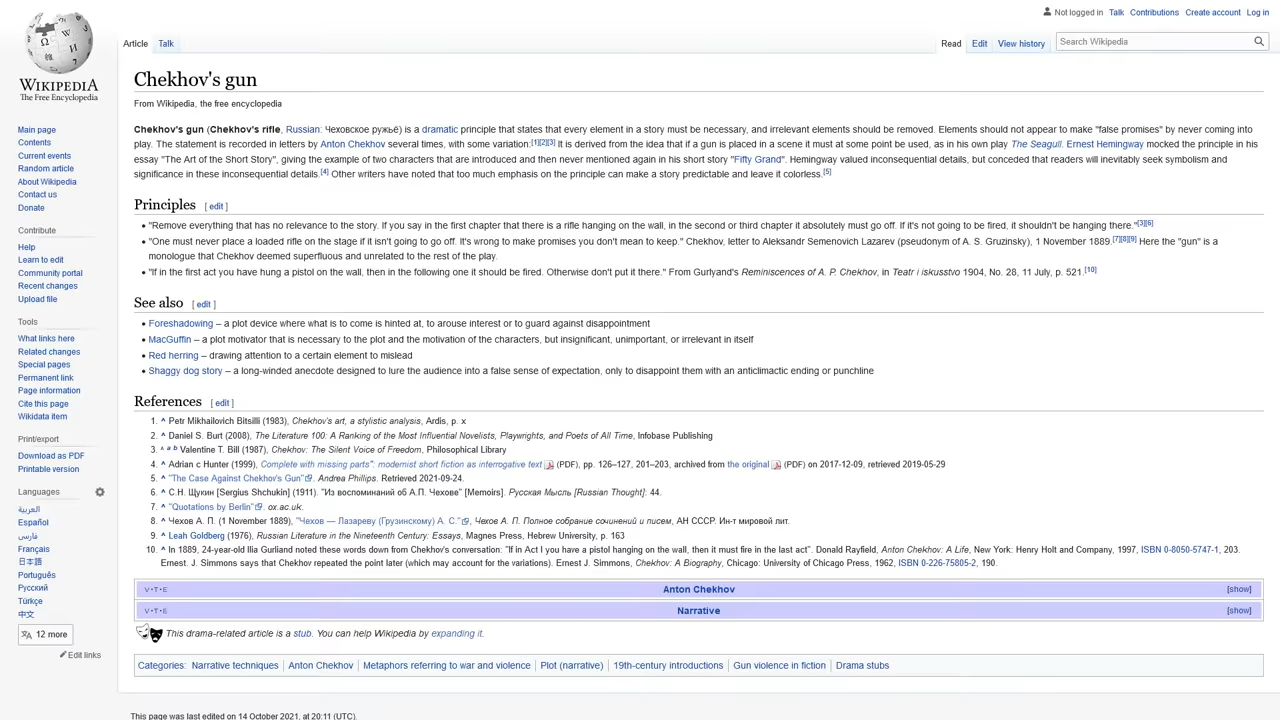 Not logged in Talk Contributions Create account Log in
Article Talk Read Edit View history Search Wikipedia
WIKIPEDIA
The Free Encyclopedia
Main page
Contents
Current events
Random article
About Wikipedia
Contact us
Donate
Contribute
Help
Learn to edit
Community portal
Recent changes
Upload file
Tools
What links here
Related changes
Special pages
Permanent link
Page information
Cite this page
Wikidata item
Print/export
Download as PDF
Printable version
Languages
العربية
Español
فارسی
Français
日本語
Português
Русский
Türkçe
中文
12 more
Edit links
Chekhov's gun
From Wikipedia, the free encyclopedia
Chekhov's gun (Chekhov's rifle, Russian: Чеховское ружьё) is a dramatic principle that states that every element in a story must be necessary, and irrelevant elements should be removed. Elements should not appear to make "false promises" by never coming into
play. The statement is recorded in letters by Anton Chekhov several times, with some variation:[1][2][3] It is derived from the idea that if a gun is placed in a scene it must at some point be used, as in his own play The Seagull. Ernest Hemingway mocked the principle in his
essay "The Art of the Short Story", giving the example of two characters that are introduced and then never mentioned again in his short story "Fifty Grand". Hemingway valued inconsequential details, but conceded that readers will inevitably seek symbolism and
significance in these inconsequential details.[4] Other writers have noted that too much emphasis on the principle can make a story predictable and leave it colorless.[5]
Principles [ edit ]
• "Remove everything that has no relevance to the story. If you say in the first chapter that there is a rifle hanging on the wall, in the second or third chapter it absolutely must go off. If it's not going to be fired, it shouldn't be hanging there."[3][6]
• "One must never place a loaded rifle on the stage if it isn't going to go off. It's wrong to make promises you don't mean to keep." Chekhov, letter to Aleksandr Semenovich Lazarev (pseudonym of A. S. Gruzinsky), 1 November 1889.[7][8][9] Here the "gun" is a
monologue that Chekhov deemed superfluous and unrelated to the rest of the play.
• "If in the first act you have hung a pistol on the wall, then in the following one it should be fired. Otherwise don't put it there." From Gurlyand's Reminiscences of A. P. Chekhov, in Teatr i iskusstvo 1904, No. 28, 11 July, p. 521.[10]
See also [ edit ]
• Foreshadowing – a plot device where what is to come is hinted at, to arouse interest or to guard against disappointment
• MacGuffin – a plot motivator that is necessary to the plot and the motivation of the characters, but insignificant, unimportant, or irrelevant in itself
• Red herring – drawing attention to a certain element to mislead
• Shaggy dog story – a long-winded anecdote designed to lure the audience into a false sense of expectation, only to disappoint them with an anticlimactic ending or punchline
References [ edit ]
1. ^ Petr Mikhailovich Bitsilli (1983), Chekhov's art, a stylistic analysis, Ardis, p. x
2. ^ Daniel S. Burt (2008), The Literature 100: A Ranking of the Most Influential Novelists, Playwrights, and Poets of All Time, Infobase Publishing
3. ^ a b Valentine T. Bill (1987), Chekhov: The Silent Voice of Freedom, Philosophical Library
4. ^ Adrian c Hunter (1999), Complete with missing parts": modernist short fiction as interrogative text (PDF), pp. 126–127, 201–203, archived from the original (PDF) on 2017-12-09, retrieved 2019-05-29
5. ^ "The Case Against Chekhov's Gun". Andrea Phillips. Retrieved 2021-09-24.
6. ^ С.Н. Щукин [Sergius Shchukin] (1911). "Из воспоминаний об А.П. Чехове" [Memoirs]. Русская Мысль [Russian Thought]: 44.
7. ^ "Quotations by Berlin". ox.ac.uk.
8. ^ Чехов А. П. (1 November 1889), "Чехов — Лазареву (Грузинскому) А. С.", Чехов А. П. Полное собрание сочинений и писем, АН СССР. Ин-т мировой лит.
9. ^ Leah Goldberg (1976), Russian Literature in the Nineteenth Century: Essays, Magnes Press, Hebrew University, p. 163
10. ^ In 1889, 24-year-old Ilia Gurliand noted these words down from Chekhov's conversation: "If in Act I you have a pistol hanging on the wall, then it must fire in the last act". Donald Rayfield, Anton Chekhov: A Life, New York: Henry Holt and Company, 1997, ISBN 0-8050-5747-1, 203.
Ernest. J. Simmons says that Chekhov repeated the point later (which may account for the variations). Ernest J. Simmons, Chekhov: A Biography, Chicago: University of Chicago Press, 1962, ISBN 0-226-75805-2, 190.
V·T·E Anton Chekhov [show]
V·T·E Narrative [show]
This drama-related article is a stub. You can help Wikipedia by expanding it.
Categories: Narrative techniques Anton Chekhov Metaphors referring to war and violence Plot (narrative) 19th-century introductions Gun violence in fiction Drama stubs
This page was last edited on 14 October 2021, at 20:11 (UTC).